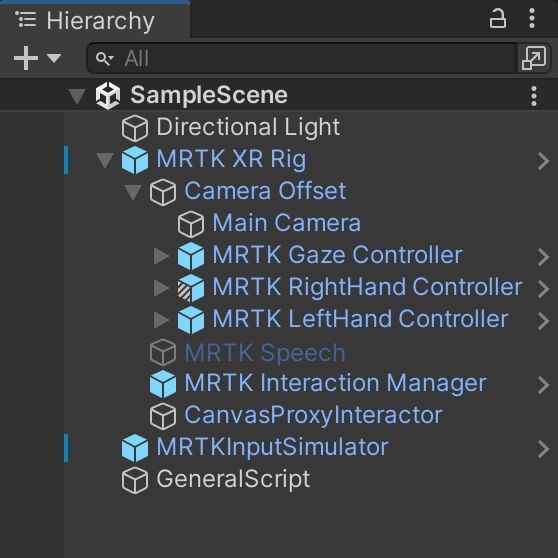 Hierarchy
All
SampleScene
Directional Light
MRTK XR Rig
Camera Offset
Main Camera
MRTK Gaze Controller
MRTK RightHand Controller
MRTK LeftHand Controller
MRTK Speech
MRTK Interaction Manager
CanvasProxyInteractor
MRTKInputSimulator
GeneralScript